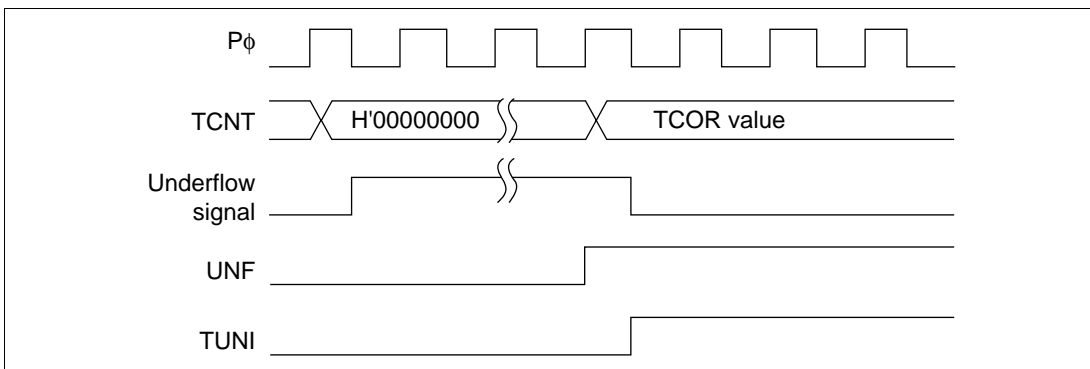 Pϕ
TCNT H'00000000 TCOR value
Underflow
signal
UNF
TUNI